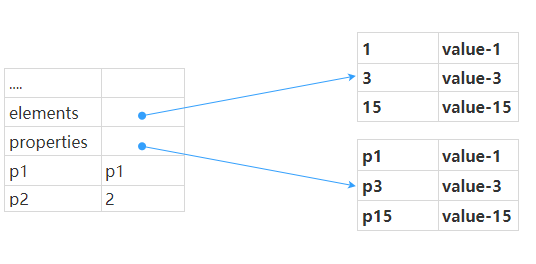 ....
elements
properties
p1 p1
p2 2
1 value-1
3 value-3
15 value-15
p1 value-1
p3 value-3
p15 value-15